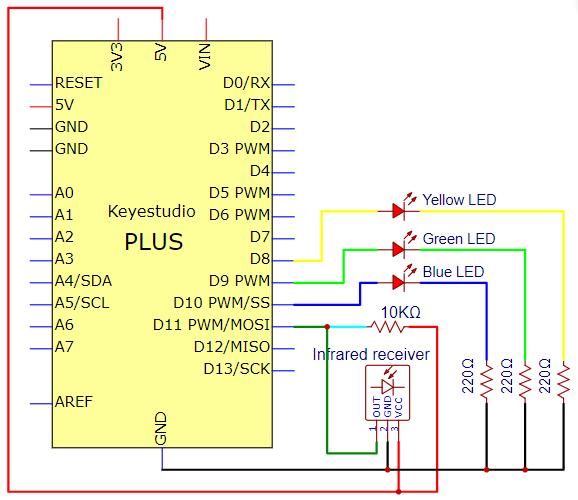 3V3
5V
VIN
RESET
5V
GND
GND
A0
A1
A2
A3
A4/SDA
A5/SCL
A6
A7
AREF
Keyestudio
PLUS
D0/RX
D1/TX
D2
D3 PWM
D4
D5 PWM
D6 PWM
D7
D8
D9 PWM
D10 PWM/SS
D11 PWM/MOSI
D12/MISO
D13/SCK
GND
Yellow LED
Green LED
Blue LED
10KΩ
Infrared receiver
OUT
GND
VCC
1
2
3
220Ω
220Ω
220Ω